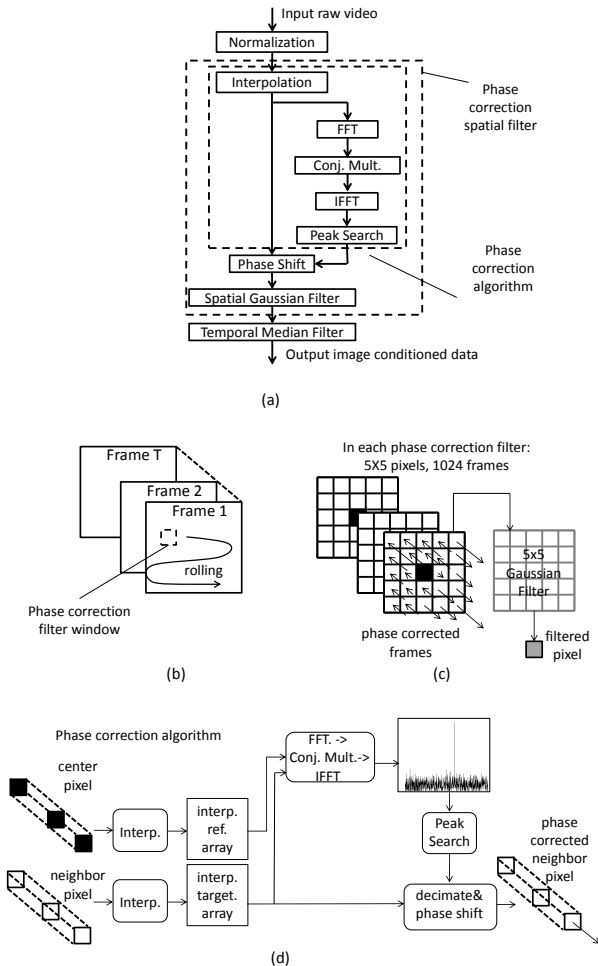 Input raw video
Normalization
Interpolation
Phase
correction
spatial filter
FFT
Conj. Mult.
IFFT
Peak Search
Phase
correction
algorithm
Phase Shift
Spatial Gaussian Filter
Temporal Median Filter
Output image conditioned data
(a)
Frame T
Frame 2
Frame 1
rolling
Phase correction
filter window
(b)
In each phase correction filter:
5X5 pixels, 1024 frames
5x5
Gaussian
Filter
phase corrected
frames
filtered
pixel
(c)
Phase correction algorithm
center
pixel
Interp.
interp.
ref.
array
FFT. ->
Conj. Mult.->
IFFT
Peak
Search
neighbor
pixel
Interp.
interp.
target.
array
decimate&
phase shift
phase
corrected
neighbor
pixel
(d)